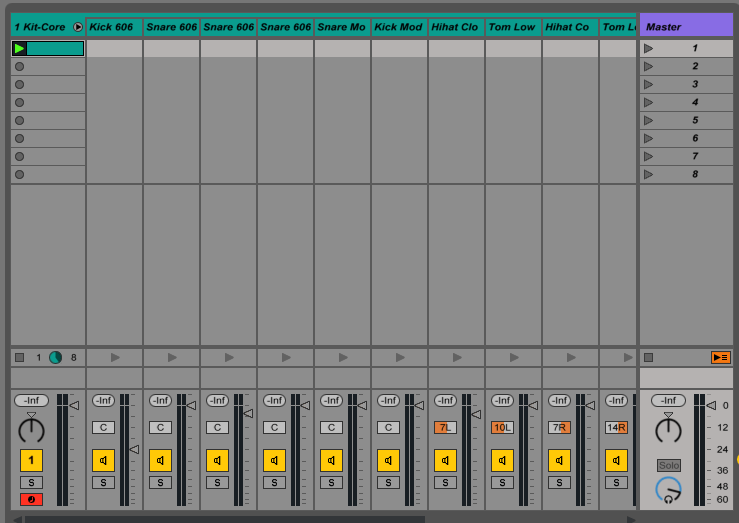 1 Kit-Core Kick 606 Snare 606 Snare 606 Snare 606 Snare Mo Kick Mod Hihat Clo Tom Low Hihat Co Tom L Master
1
2
3
4
5
6
7
8
1 8
-Inf -Inf -Inf -Inf -Inf -Inf -Inf -Inf -Inf -Inf -Inf -Inf 0
C C C C C C 7L 10L 7R 14R 12
24
1 Solo 36
S S S S S S S S S S S 48
60